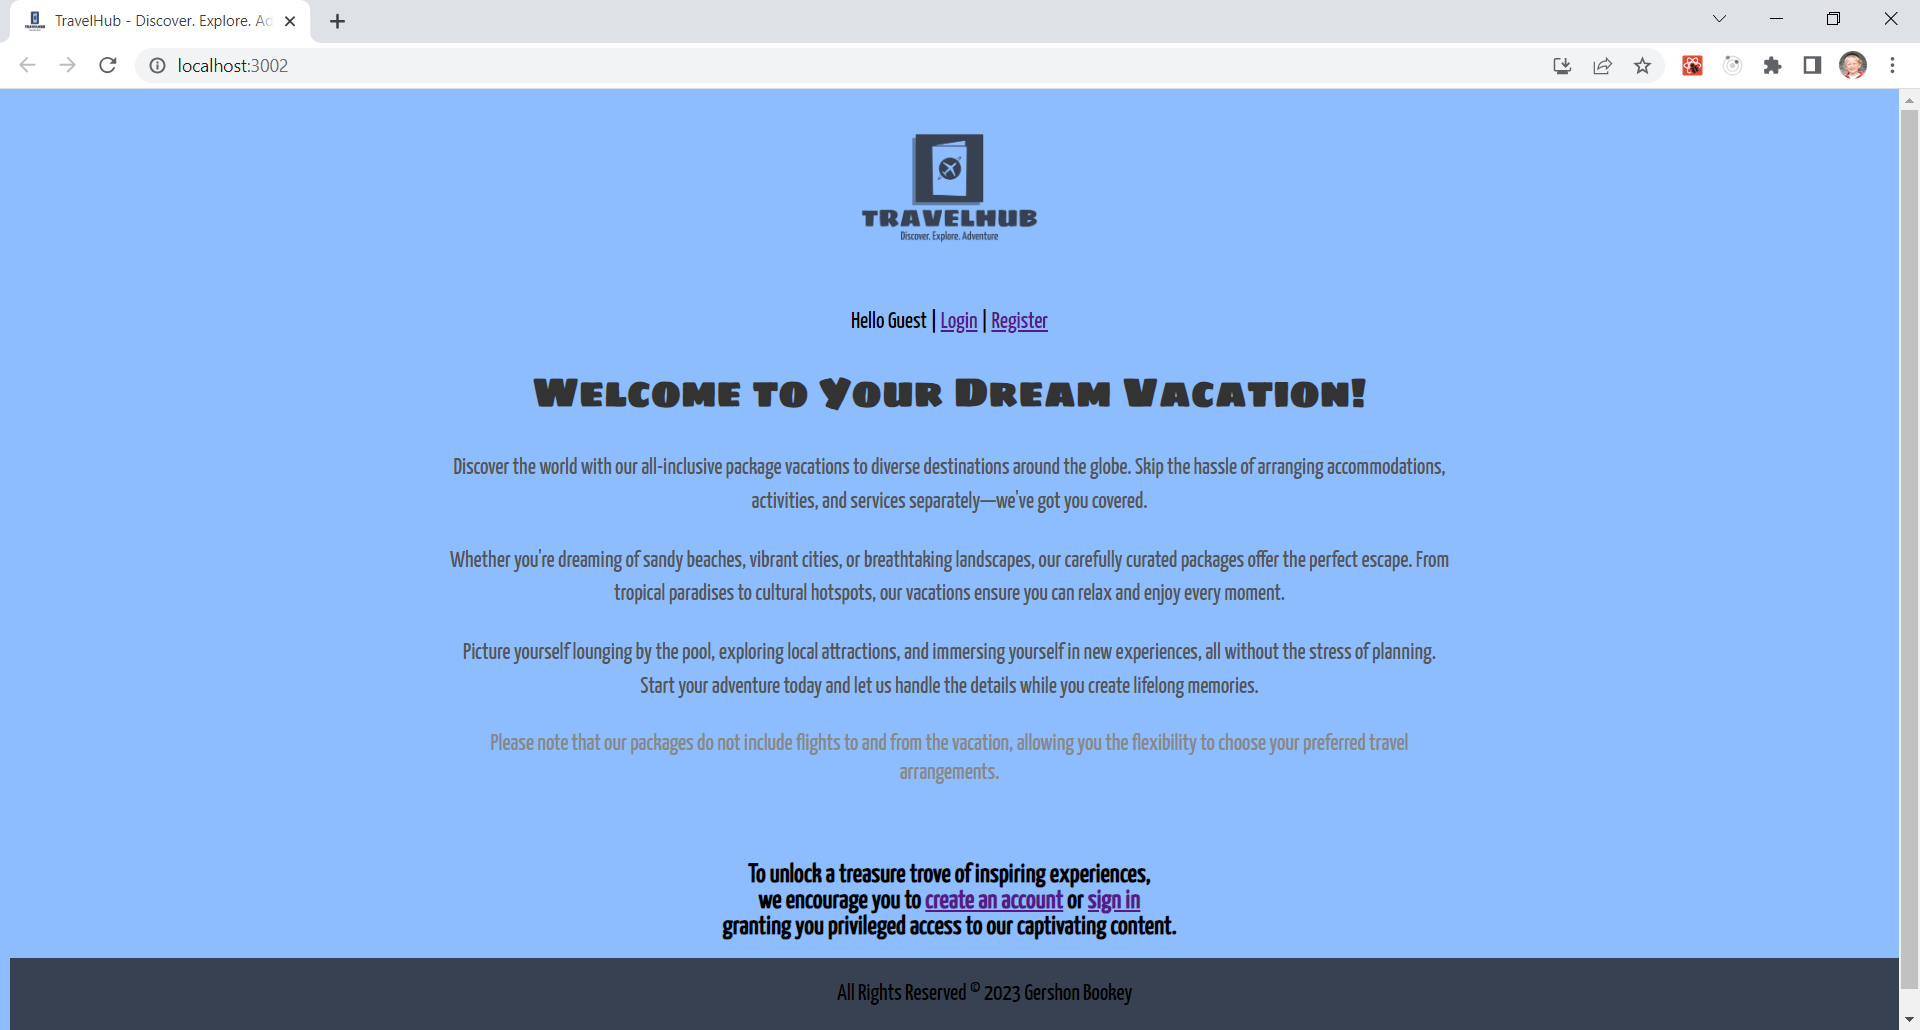 TravelHub - Discover. Explore. Ad
localhost:3002
TRAVELHUB
Discover. Explore. Adventure
Hello Guest | Login | Register
Welcome to Your Dream Vacation!
Discover the world with our all-inclusive package vacations to diverse destinations around the globe. Skip the hassle of arranging accommodations,
activities, and services separately—we've got you covered.
Whether you're dreaming of sandy beaches, vibrant cities, or breathtaking landscapes, our carefully curated packages offer the perfect escape. From
tropical paradises to cultural hotspots, our vacations ensure you can relax and enjoy every moment.
Picture yourself lounging by the pool, exploring local attractions, and immersing yourself in new experiences, all without the stress of planning.
Start your adventure today and let us handle the details while you create lifelong memories.
Please note that our packages do not include flights to and from the vacation, allowing you the flexibility to choose your preferred travel
arrangements.
To unlock a treasure trove of inspiring experiences,
we encourage you to create an account or sign in
granting you privileged access to our captivating content.
All Rights Reserved © 2023 Gershon Bookey